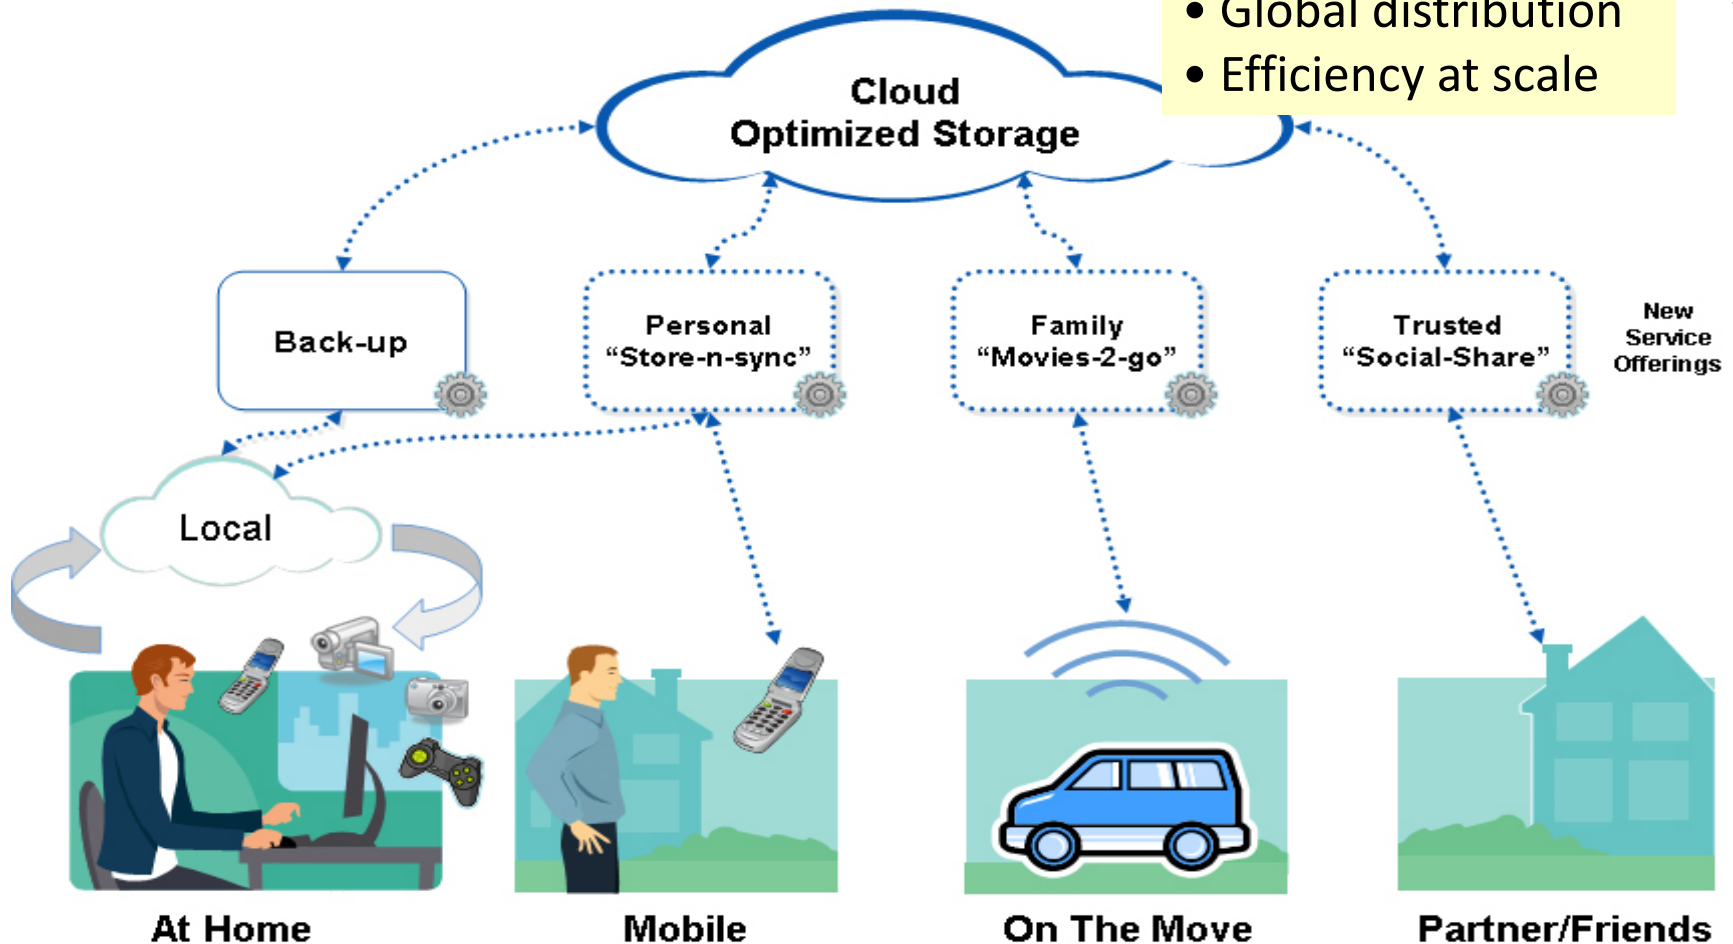 • Global distribution
• Efficiency at scale
Cloud
Optimized Storage
Back-up
Personal
“Store-n-sync”
Family
“Movies-2-go”
Trusted
“Social-Share”
New
Service
Offerings
Local
At Home
Mobile
On The Move
Partner/Friends